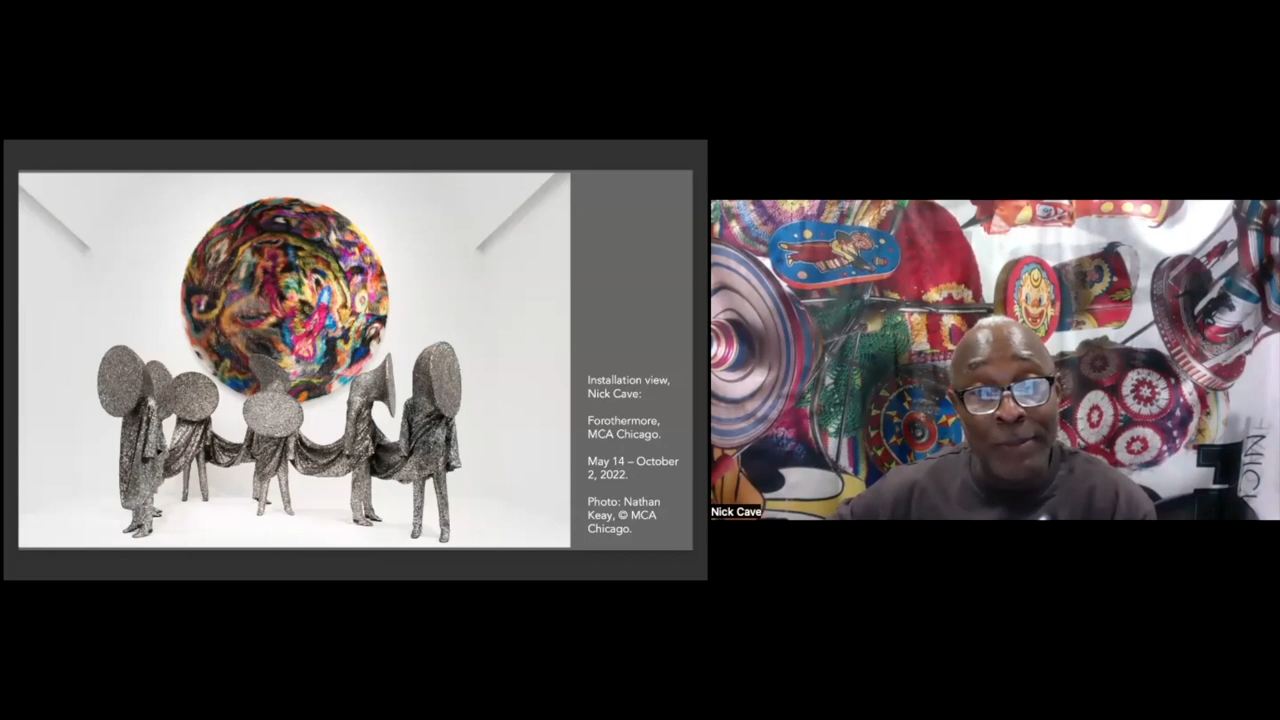 Installation view,
Nick Cave:
Forothermore,
MCA Chicago.
May 14 – October
2, 2022.
Photo: Nathan
Keay, © MCA
Chicago.
Nick Cave